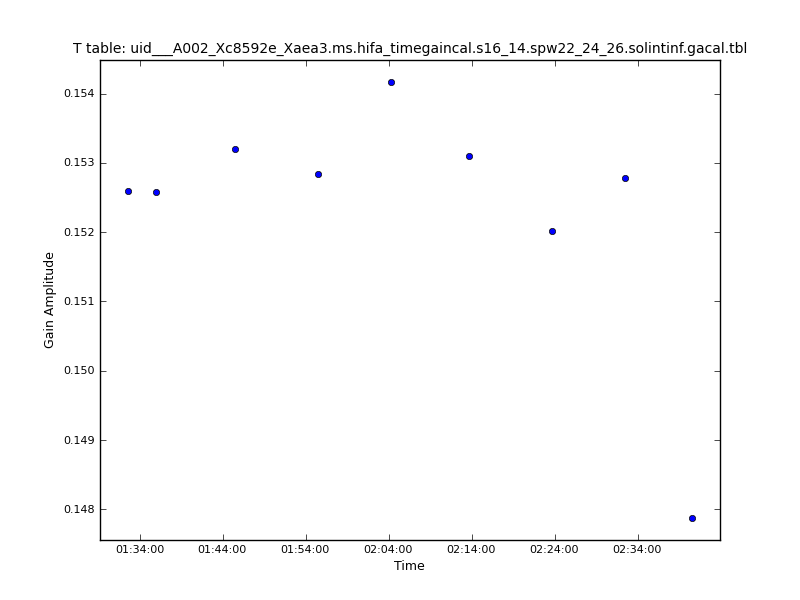 T table: uid___A002_Xc8592e_Xaea3.ms.hifa_timegaincal.s16_14.spw22_24_26.solintinf.gacal.tbl
0.154
0.153
0.152
0.151
0.150
0.149
0.148
Gain Amplitude
01:34:00 01:44:00 01:54:00 02:04:00 02:14:00 02:24:00 02:34:00
Time